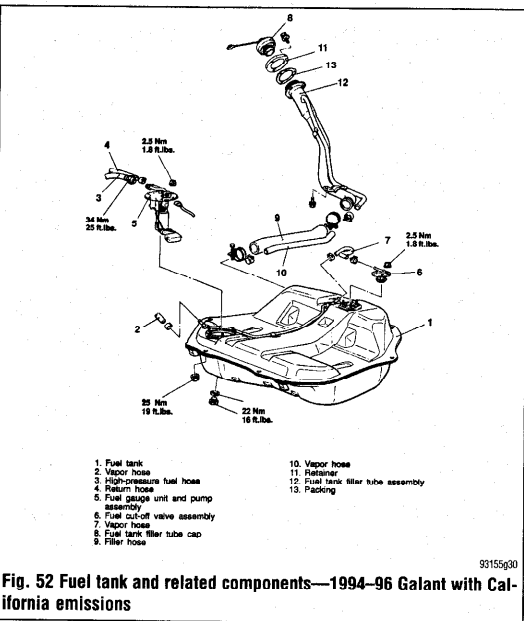 8
11
13
12
4
2.5 Nm
1.8 ft.lbs.
3
34 Nm
25 ft.lbs.
5
9
7
2.5 Nm
1.8 ft.lbs.
10
6
2
1
25 Nm
19 ft.lbs.
22 Nm
16 ft.lbs.
1. Fuel tank
2. Vapor hose
3. High-pressure fuel hose
4. Return hose
5. Fuel gauge unit and pump
assembly
6. Fuel cut-off valve assembly
7. Vapor hose
8. Fuel tank filler tube cap
9. Filler hose
10. Vapor hose
11. Retainer
12. Fuel tank filler tube assembly
13. Packing
93155g30
Fig. 52 Fuel tank and related components—1994–96 Galant with Cal-
ifornia emissions